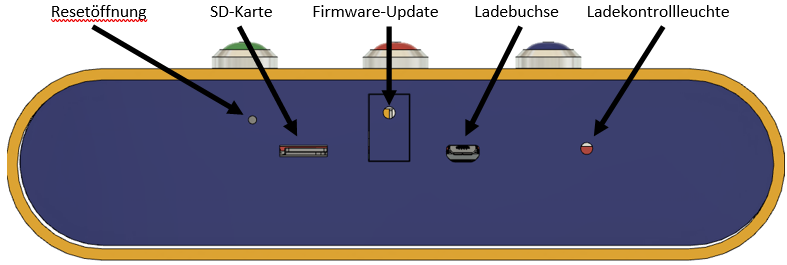 Resetöffnung
SD-Karte
Firmware-Update
Ladebuchse
Ladekontrollleuchte